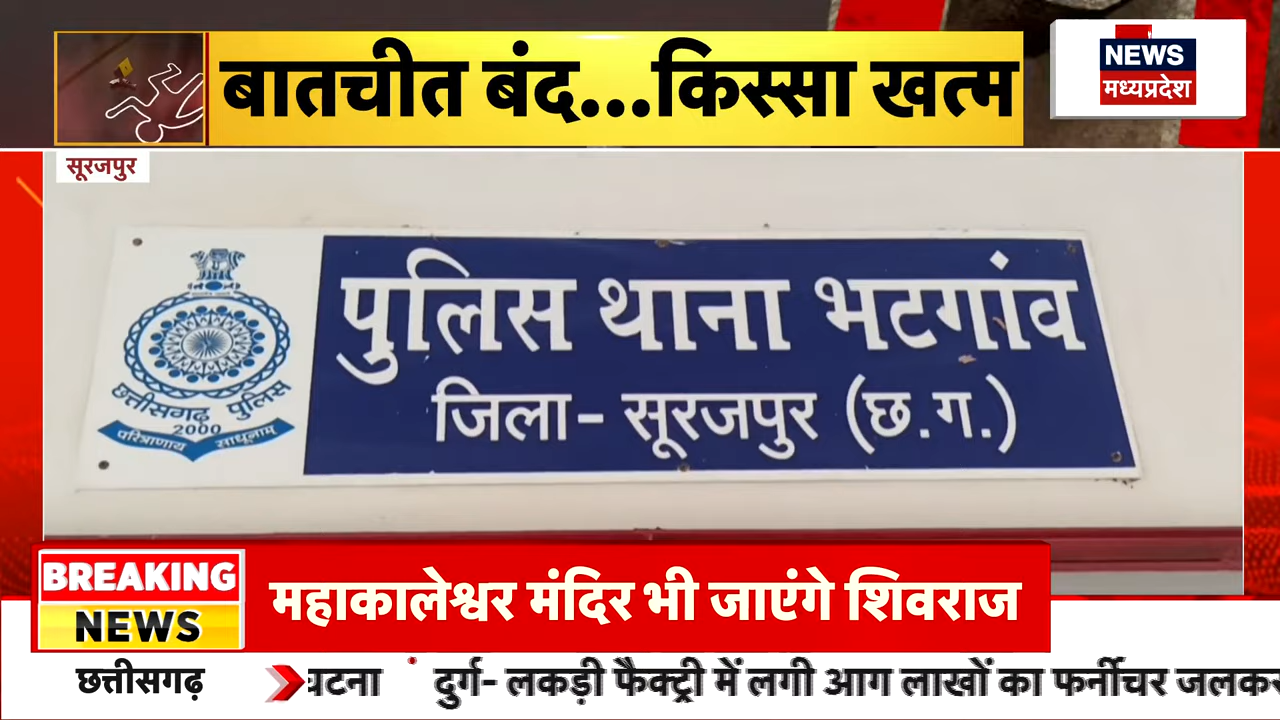 बातचीत बंद...किस्सा खत्म
NEWS
मध्यप्रदेश
सूरजपुर
पुलिस थाना भटगांव
जिला- सूरजपुर (छ.ग.)
छत्तीसगढ़ पुलिस
2000
परित्राणाय साधूनाम्
BREAKING
NEWS
महाकालेश्वर मंदिर भी जाएंगे शिवराज
छत्तीसगढ़
घटना
दुर्ग- लकड़ी फैक्ट्री में लगी आग लाखों का फर्नीचर